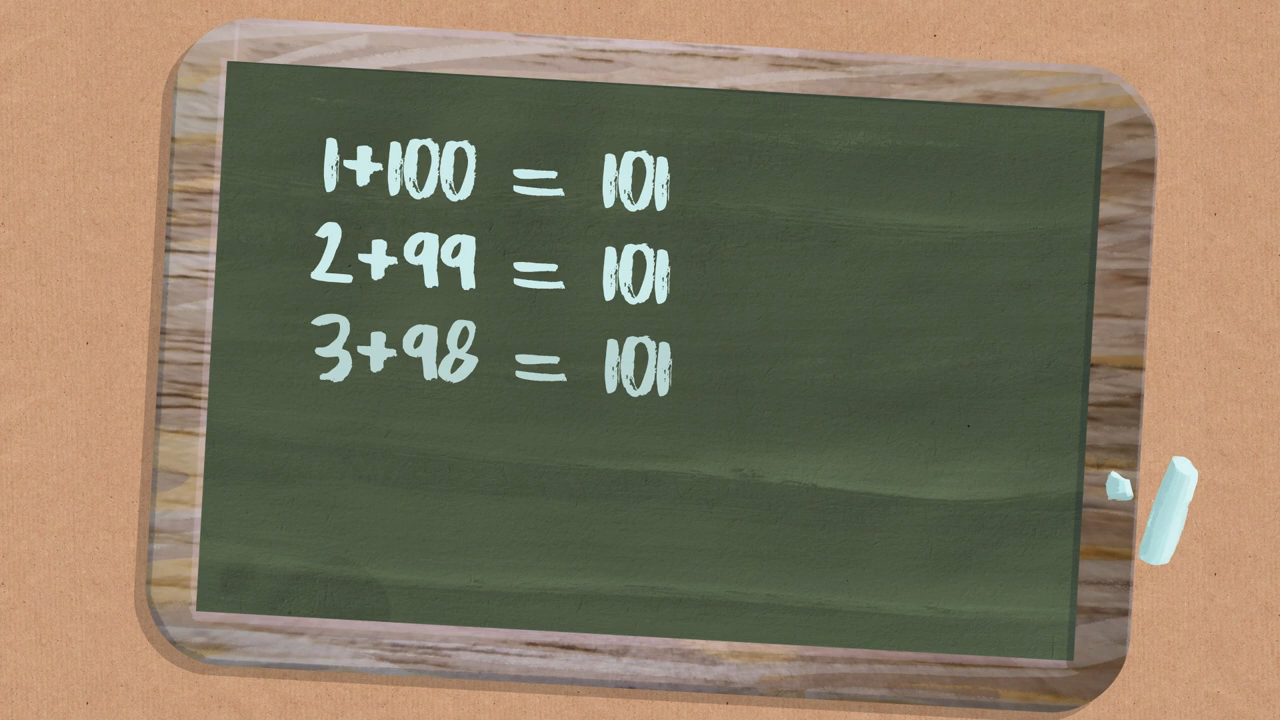 1+100 = 101
2+99 = 101
3+98 = 101